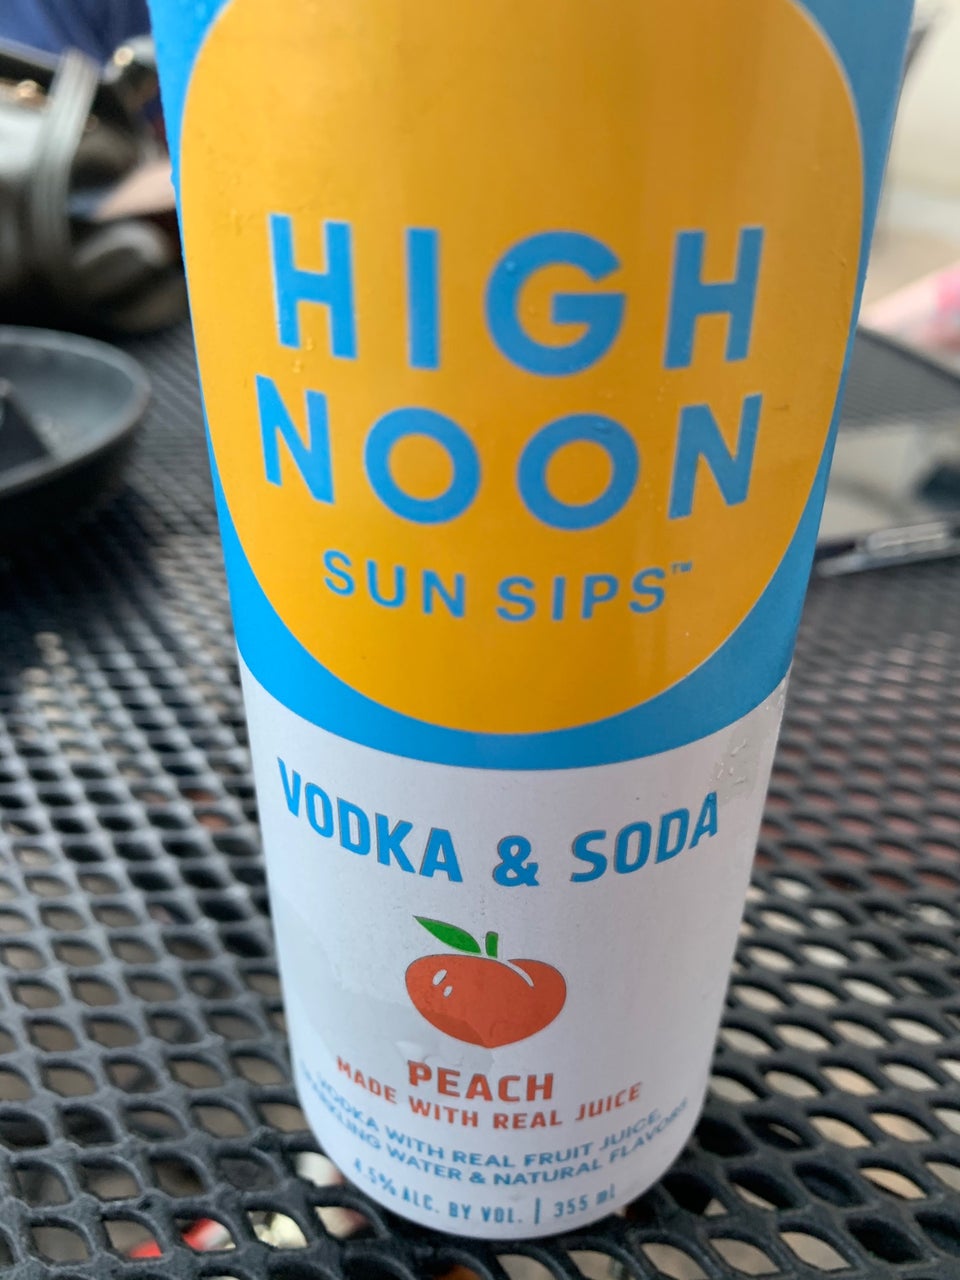 HIGH
NOON
SUN SIPS™
VODKA & SODA
PEACH
MADE WITH REAL JUICE
VODKA WITH REAL FRUIT JUICE,
SPARKLING WATER & NATURAL FLAVORS
4.5% ALC. BY VOL. | 355 ml